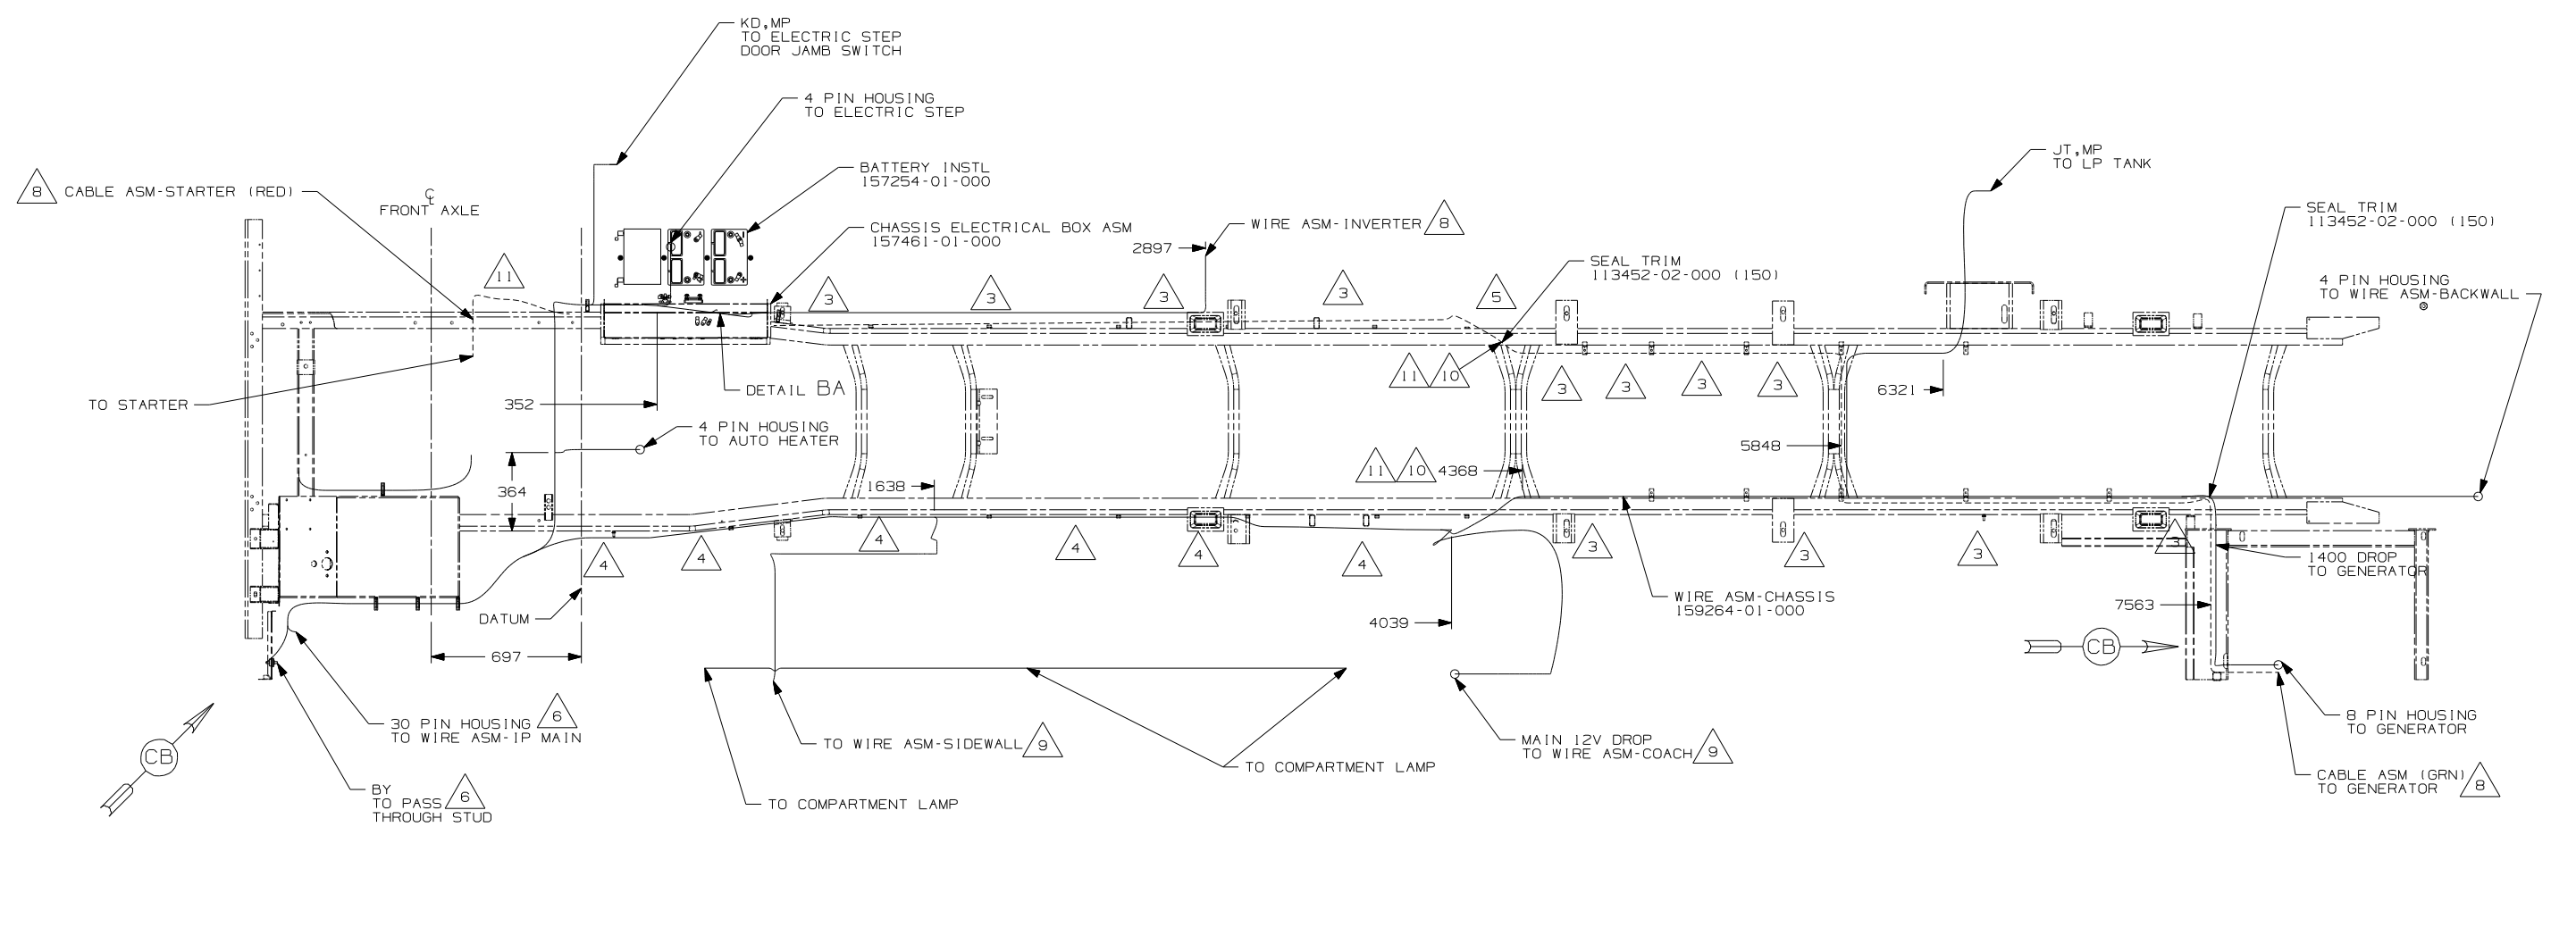 KD,MP
TO ELECTRIC STEP
DOOR JAMB SWITCH
4 PIN HOUSING
TO ELECTRIC STEP
BATTERY INSTL
157254-01-000
8
CABLE ASM-STARTER (RED)
CL
FRONT AXLE
CHASSIS ELECTRICAL BOX ASM
157461-01-000
WIRE ASM-INVERTER
8
2897
JT,MP
TO LP TANK
SEAL TRIM
113452-02-000 (150)
SEAL TRIM
113452-02-000 (150)
4 PIN HOUSING
TO WIRE ASM-BACKWALL
11
3
3
3
3
5
TO STARTER
352
DETAIL BA
11
10
3
3
3
3
6321
4 PIN HOUSING
TO AUTO HEATER
364
1638
11
10
4368
5848
4
4
4
4
4
4
3
3
3
3
1400 DROP
TO GENERATOR
DATUM
697
4039
WIRE ASM-CHASSIS
159264-01-000
7563
CB
30 PIN HOUSING
TO WIRE ASM-IP MAIN
6
CB
BY
TO PASS
THROUGH STUD
6
TO WIRE ASM-SIDEWALL
9
TO COMPARTMENT LAMP
TO COMPARTMENT LAMP
MAIN 12V DROP
TO WIRE ASM-COACH
9
8 PIN HOUSING
TO GENERATOR
CABLE ASM (GRN)
TO GENERATOR
8